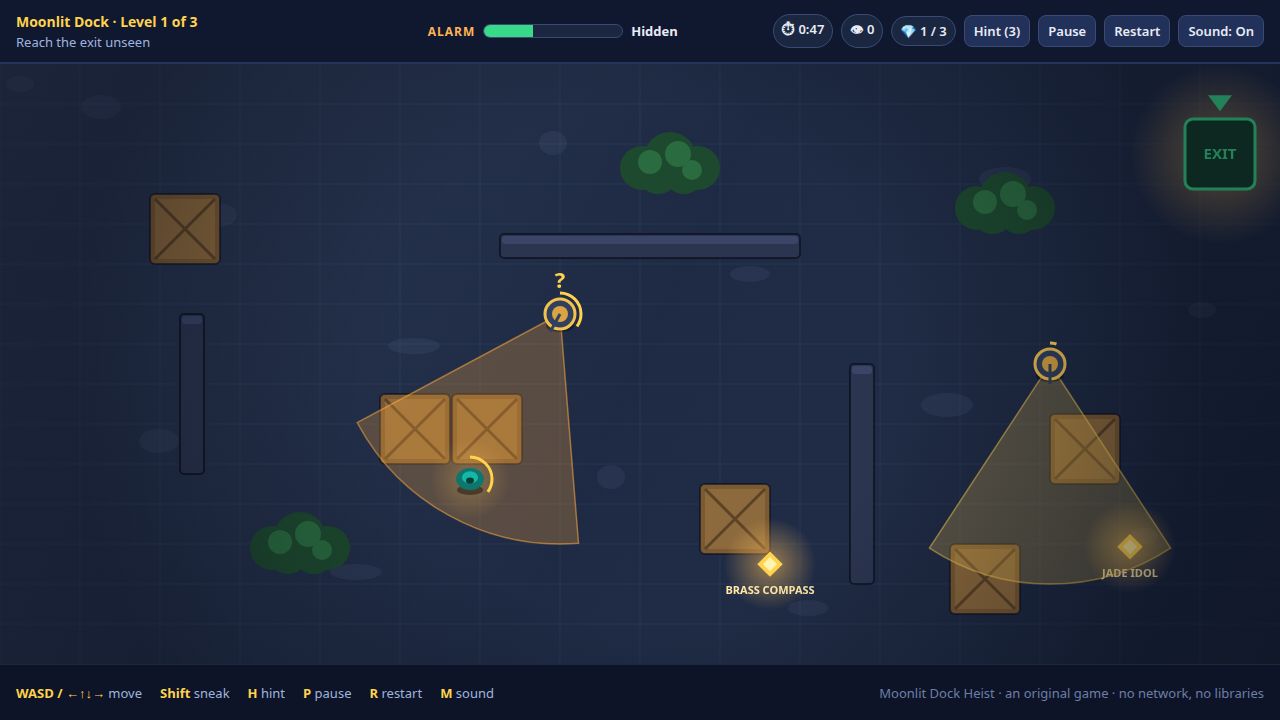 Moonlit Dock · Level 1 of 3
Reach the exit unseen
ALARM Hidden
⏱ 0:47 👁 0 💎 1 / 3 Hint (3) Pause Restart Sound: On
EXIT
?
BRASS COMPASS
JADE IDOL
WASD / ←↑↓→ move Shift sneak H hint P pause R restart M sound
Moonlit Dock Heist · an original game · no network, no libraries